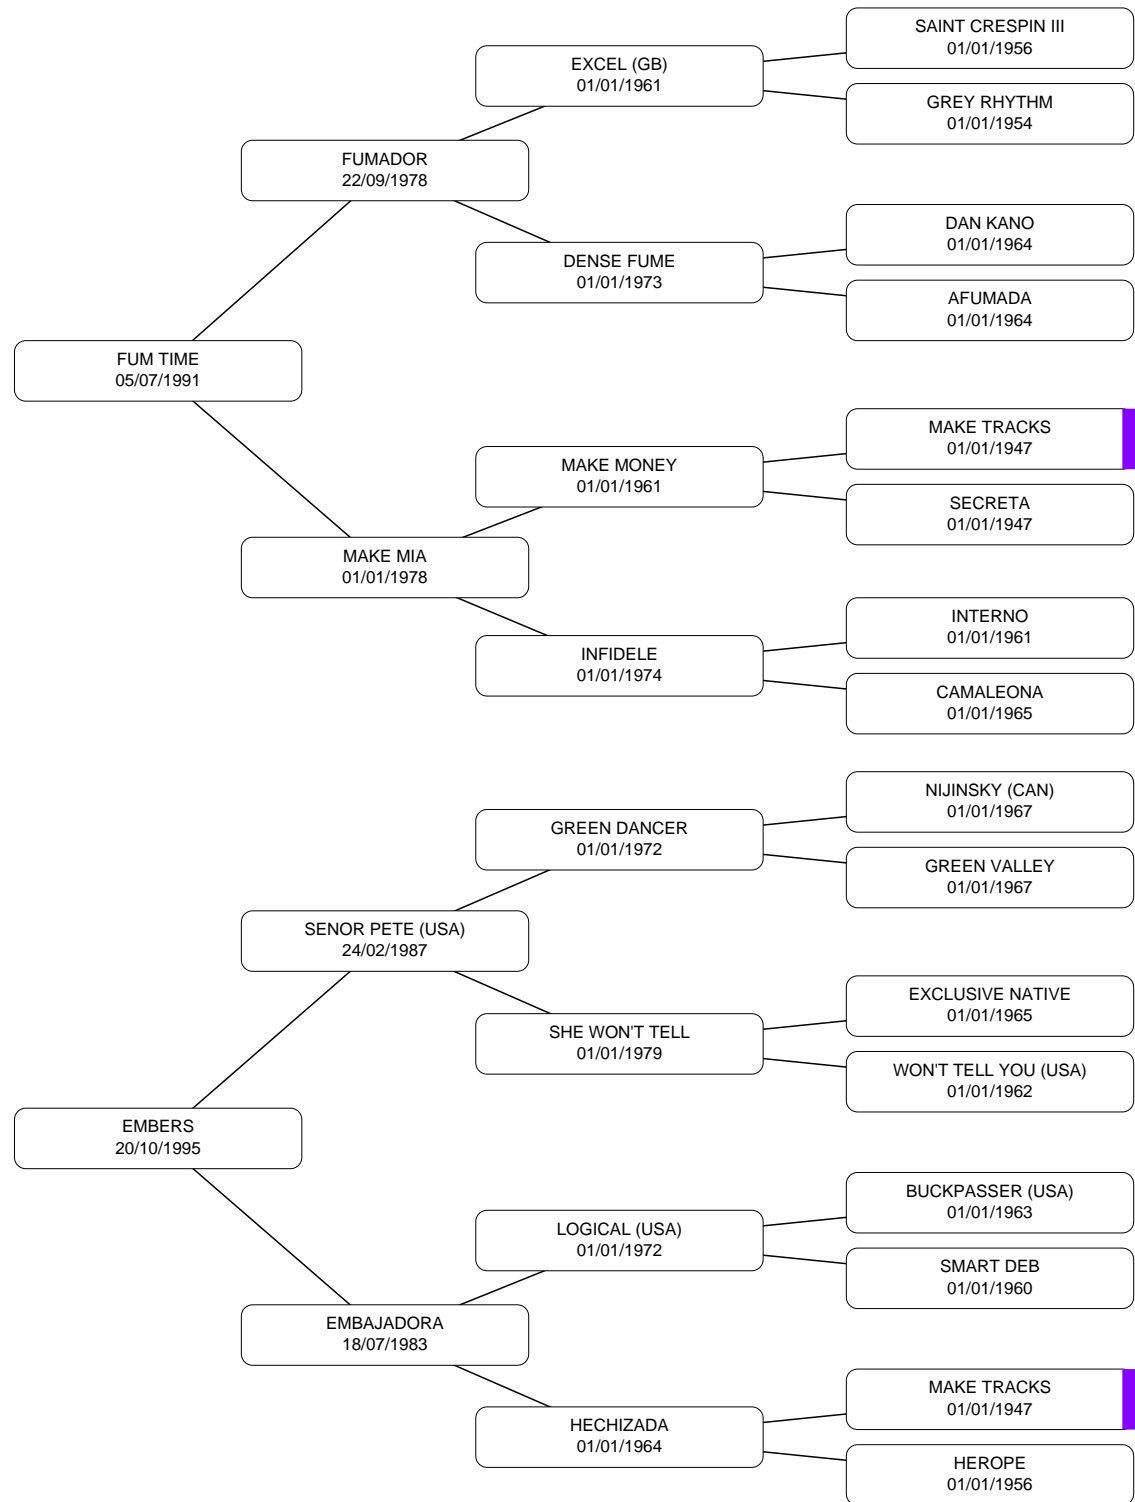 SAINT CRESPIN III
01/01/1956
EXCEL (GB)
01/01/1961
GREY RHYTHM
01/01/1954
FUMADOR
22/09/1978
DAN KANO
01/01/1964
DENSE FUME
01/01/1973
AFUMADA
01/01/1964
FUM TIME
05/07/1991
MAKE TRACKS
01/01/1947
MAKE MONEY
01/01/1961
SECRETA
01/01/1947
MAKE MIA
01/01/1978
INTERNO
01/01/1961
INFIDELE
01/01/1974
CAMALEONA
01/01/1965
NIJINSKY (CAN)
01/01/1967
GREEN DANCER
01/01/1972
GREEN VALLEY
01/01/1967
SENOR PETE (USA)
24/02/1987
EXCLUSIVE NATIVE
01/01/1965
SHE WON'T TELL
01/01/1979
WON'T TELL YOU (USA)
01/01/1962
EMBERS
20/10/1995
BUCKPASSER (USA)
01/01/1963
LOGICAL (USA)
01/01/1972
SMART DEB
01/01/1960
EMBAJADORA
18/07/1983
MAKE TRACKS
01/01/1947
HECHIZADA
01/01/1964
HEROPE
01/01/1956